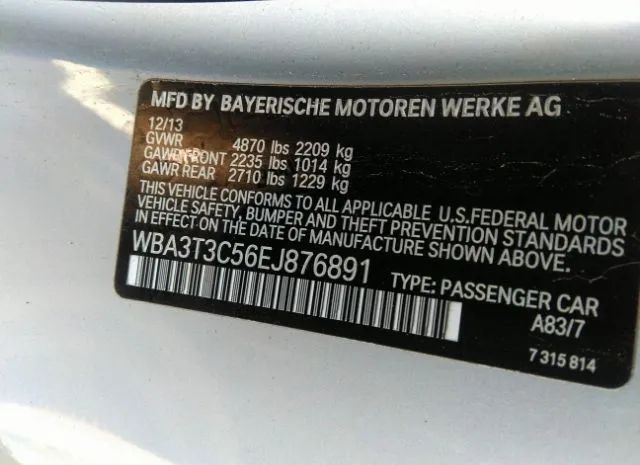 MFD BY BAYERISCHE MOTOREN WERKE AG
12/13
GVWR 4870 lbs 2209 kg
GAWR FRONT 2235 lbs 1014 kg
GAWR REAR 2710 lbs 1229 kg
THIS VEHICLE CONFORMS TO ALL APPLICABLE U.S.FEDERAL MOTOR
VEHICLE SAFETY, BUMPER AND THEFT PREVENTION STANDARDS
IN EFFECT ON THE DATE OF MANUFACTURE SHOWN ABOVE.
WBA3T3C56EJ876891
TYPE: PASSENGER CAR
A83/7
7 315 814